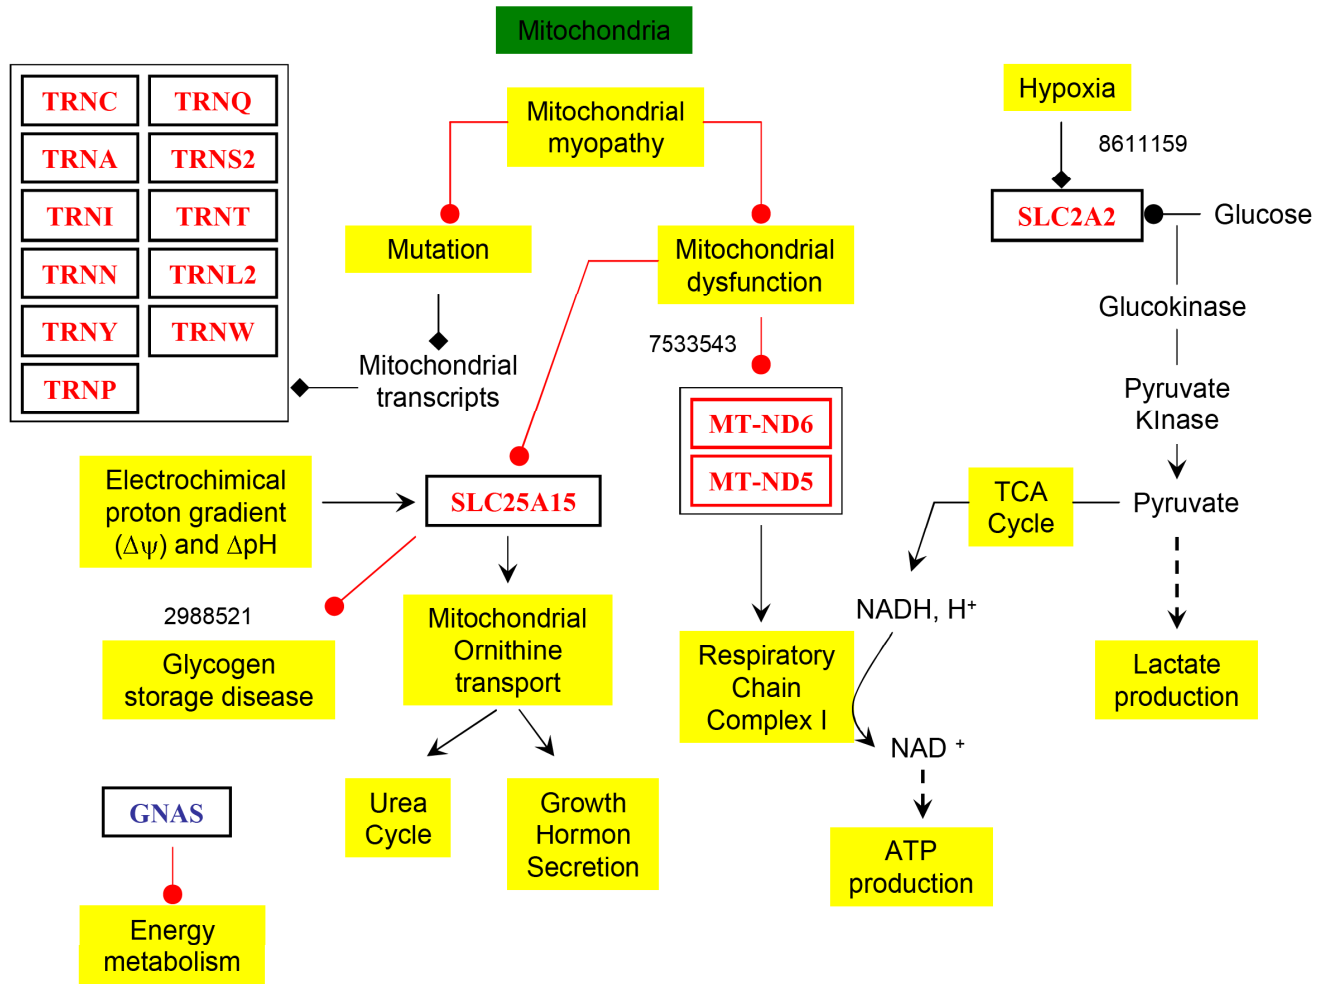 Mitochondria
TRNC
TRNQ
TRNA
TRNS2
TRNI
TRNT
TRNN
TRNL2
TRNY
TRNW
TRNP
Mitochondrial
myopathy
Hypoxia
8611159
SLC2A2
Glucose
Mutation
Mitochondrial
dysfunction
Glucokinase
7533543
Mitochondrial
transcripts
Pyruvate
KInase
MT-ND6
MT-ND5
Electrochimical
proton gradient
(Δψ) and ΔpH
SLC25A15
TCA
Cycle
Pyruvate
2988521
Glycogen
storage disease
Mitochondrial
Ornithine
transport
NADH, H+
Respiratory
Chain
Complex I
Lactate
production
NAD +
GNAS
Urea
Cycle
Growth
Hormon
Secretion
ATP
production
Energy
metabolism